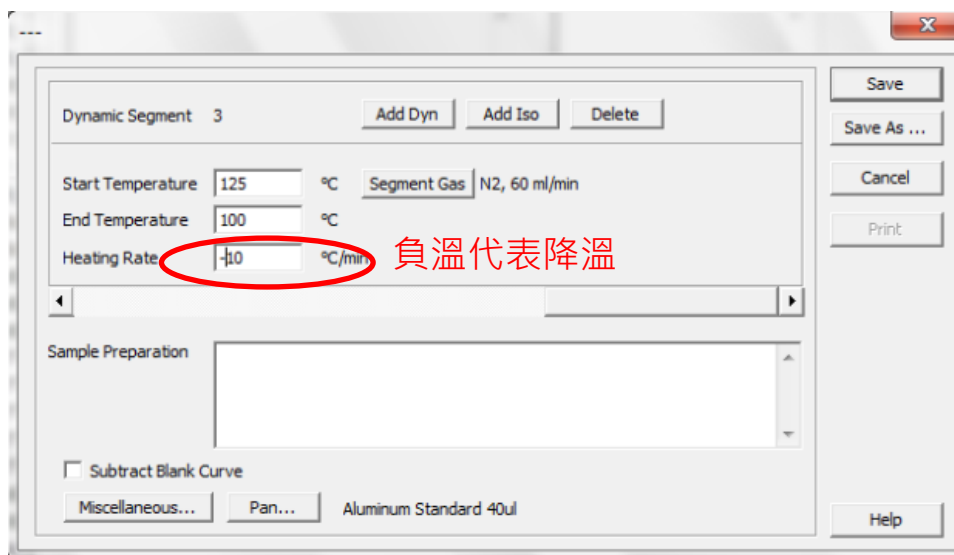 ---
Dynamic Segment 3 Add Dyn Add Iso Delete
Save
Save As ...
Start Temperature 125 °C Segment Gas N2, 60 ml/min
Cancel
End Temperature 100 °C
Print
Heating Rate -10 °C/min 負溫代表降溫
Sample Preparation
Subtract Blank Curve
Miscellaneous... Pan... Aluminum Standard 40ul
Help